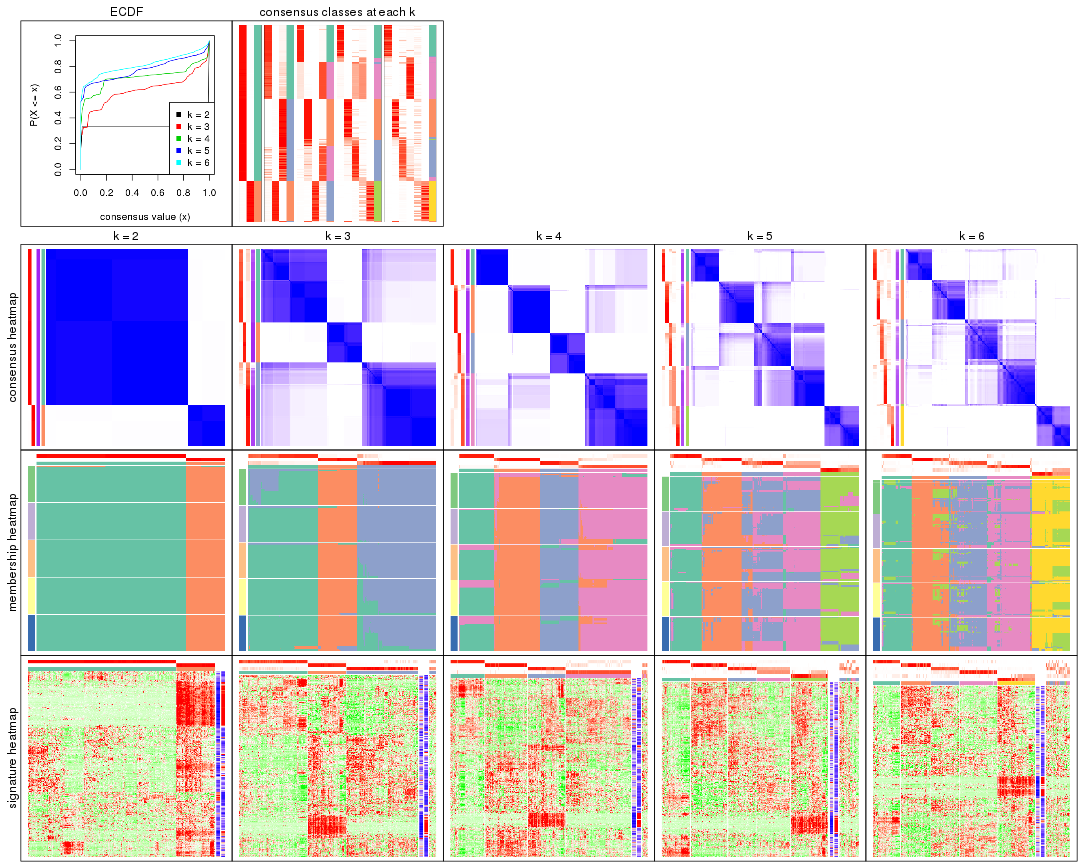 ECDF
consensus classes at each k
P(X <= x)
0.0
0.2
0.4
0.6
0.8
1.0
k = 2
k = 3
k = 4
k = 5
k = 6
0.0 0.2 0.4 0.6 0.8 1.0
consensus value (x)
k = 2
k = 3
k = 4
k = 5
k = 6
consensus heatmap
membership heatmap
signature heatmap